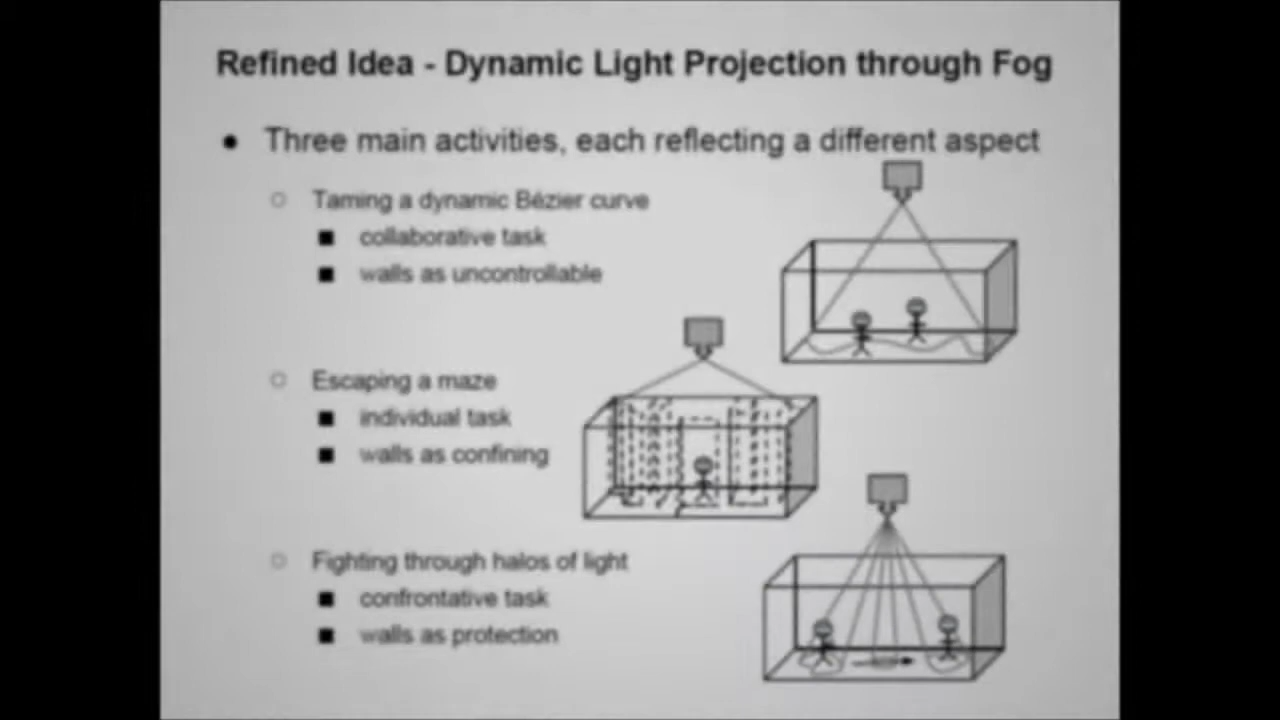 Refined Idea - Dynamic Light Projection through Fog
● Three main activities, each reflecting a different aspect
○ Taming a dynamic Bézier curve
■ collaborative task
■ walls as uncontrollable
○ Escaping a maze
■ individual task
■ walls as confining
○ Fighting through halos of light
■ confrontative task
■ walls as protection